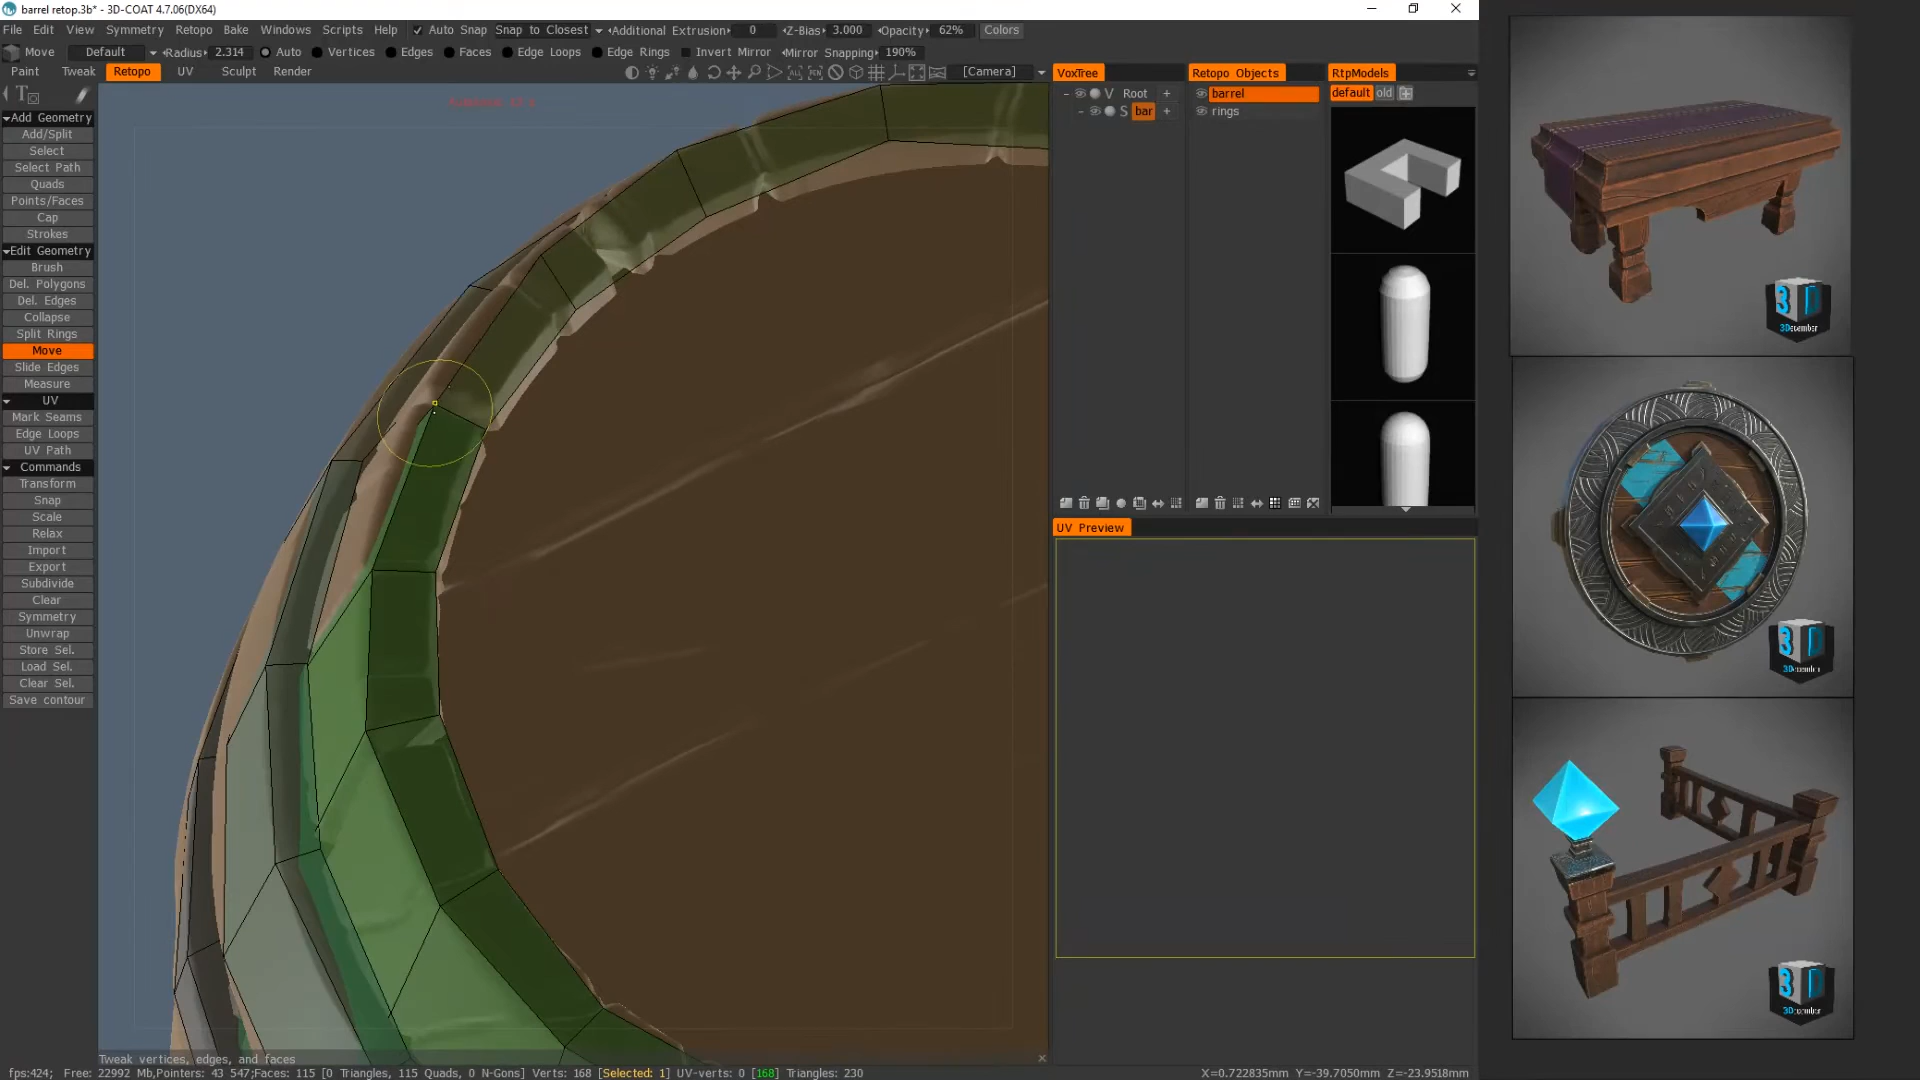 barrel retop.3b* - 3D-COAT 4.7.06(DX64)
File Edit View Symmetry Retopo Bake Windows Scripts Help Auto Snap Snap to Closest Additional Extrusion 0 Z-Bias 3.000 Opacity 62% Colors
Move Default Radius 2.314 Auto Vertices Edges Faces Edge Loops Edge Rings Invert Mirror Mirror Snapping 190%
Paint Tweak Retopo UV Sculpt Render [Camera]
VoxTree Retopo Objects RtpModels
V Root + barrel default old
S bar + rings
Add Geometry
Add/Split
Select
Select Path
Quads
Points/Faces
Cap
Strokes
Edit Geometry
Brush
Del. Polygons
Del. Edges
Collapse
Split Rings
Move
Slide Edges
Measure
UV
Mark Seams
Edge Loops
UV Path
Commands
Transform
Snap
Scale
Relax
Import
Export
Subdivide
Clear
Symmetry
Unwrap
Store Sel.
Load Sel.
Clear Sel.
Save contour
UV Preview
3D
3Dcember
3D
3Dcember
3D
3Dcember
Tweak vertices, edges, and faces
fps:424; Free: 22992 Mb,Pointers: 43 547;Faces: 115 [0 Triangles, 115 Quads, 0 N-Gons] Verts: 168 [Selected: 1] UV-verts: 0 [168] Triangles: 230 X=0.722835mm Y=-39.7050mm Z=-23.9518mm